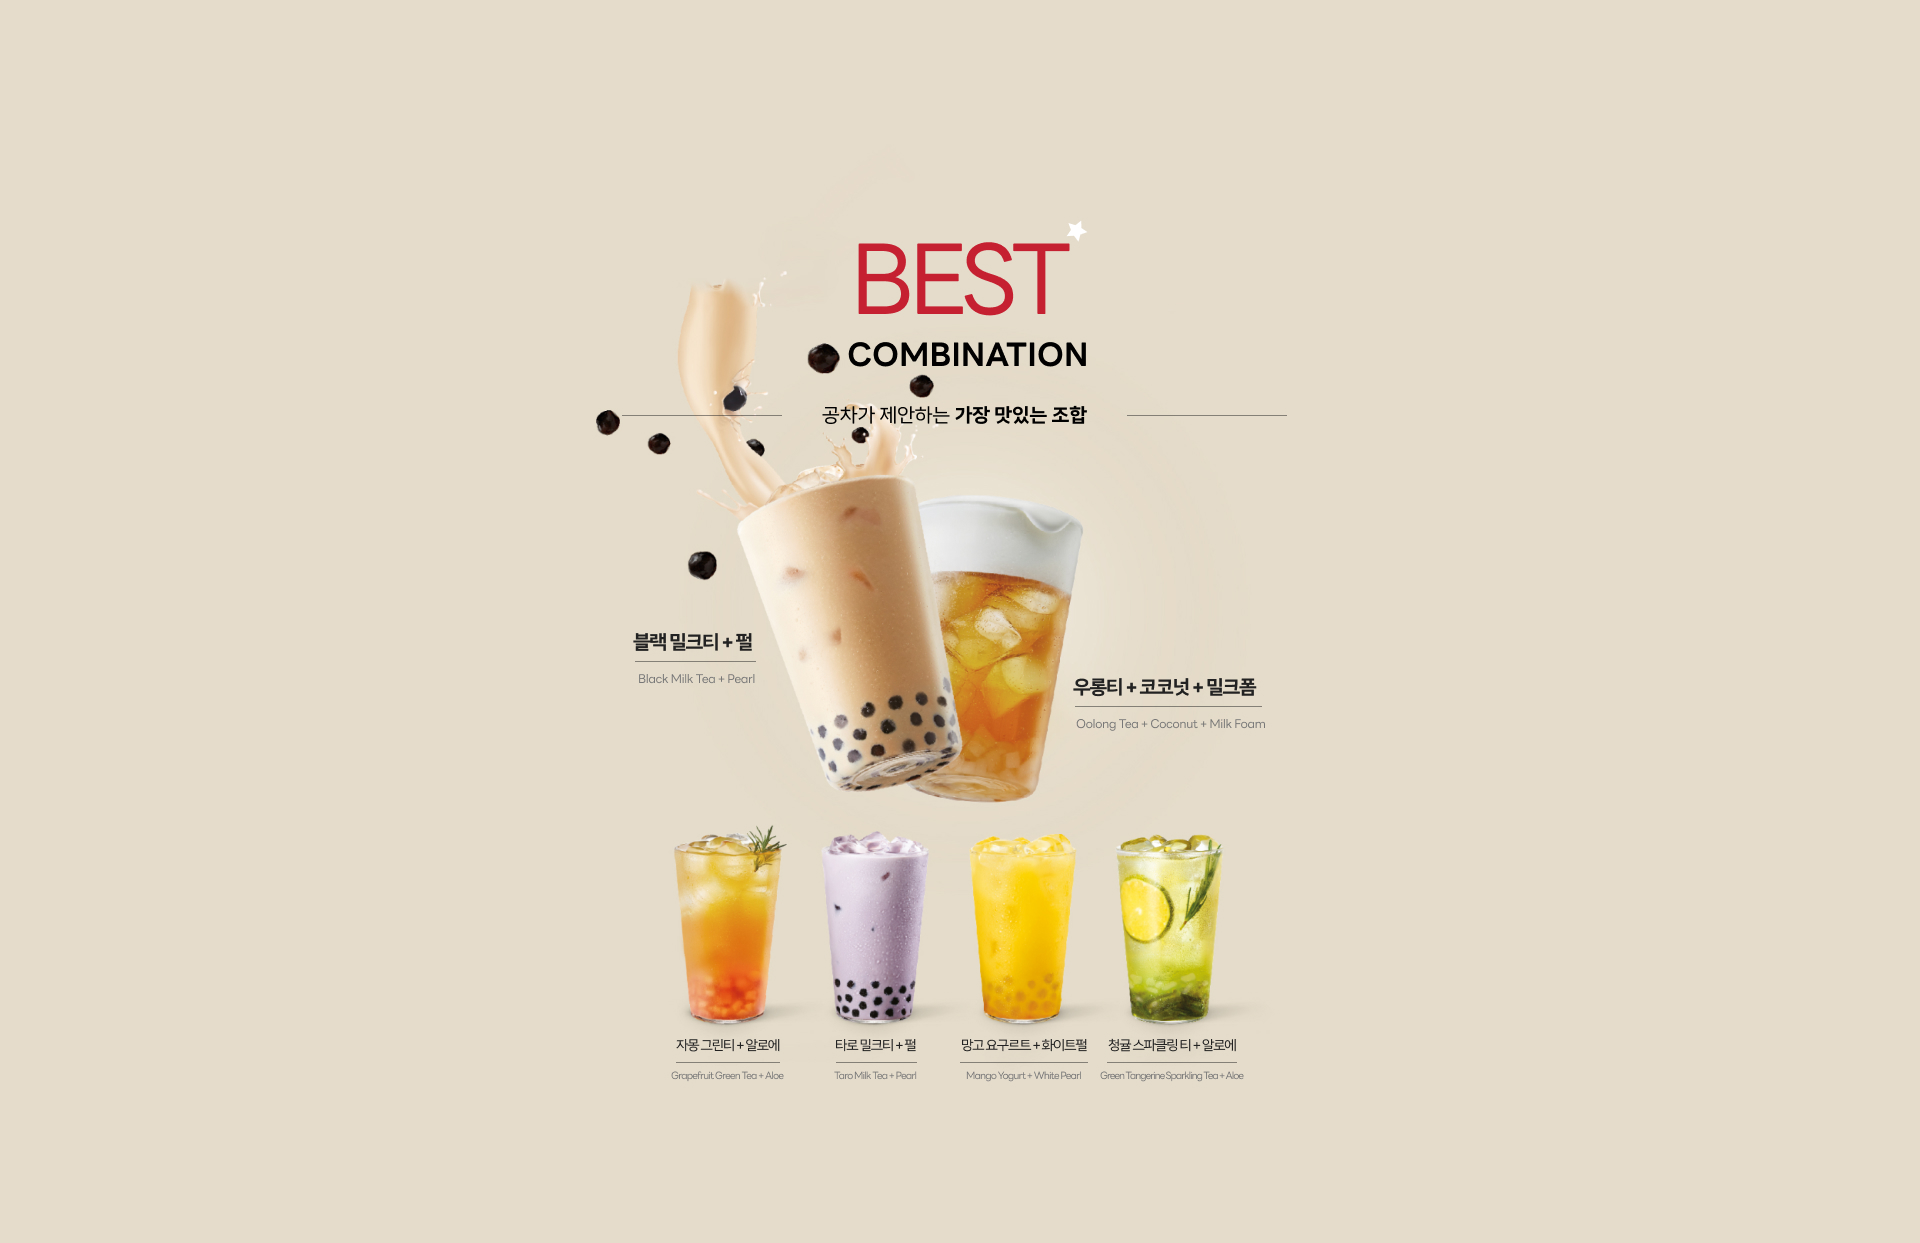 BEST
COMBINATION
공차가 제안하는 가장 맛있는 조합
블랙 밀크티 + 펄
Black Milk Tea + Pearl
우롱티 + 코코넛 + 밀크폼
Oolong Tea + Coconut + Milk Foam
자몽 그린티 + 알로에
Grapefruit Green Tea + Aloe
타로 밀크티 + 펄
Taro Milk Tea + Pearl
망고 요구르트 + 화이트펄
Mango Yogurt + White Pearl
청귤 스파클링 티 + 알로에
Green Tangerine Sparkling Tea + Aloe